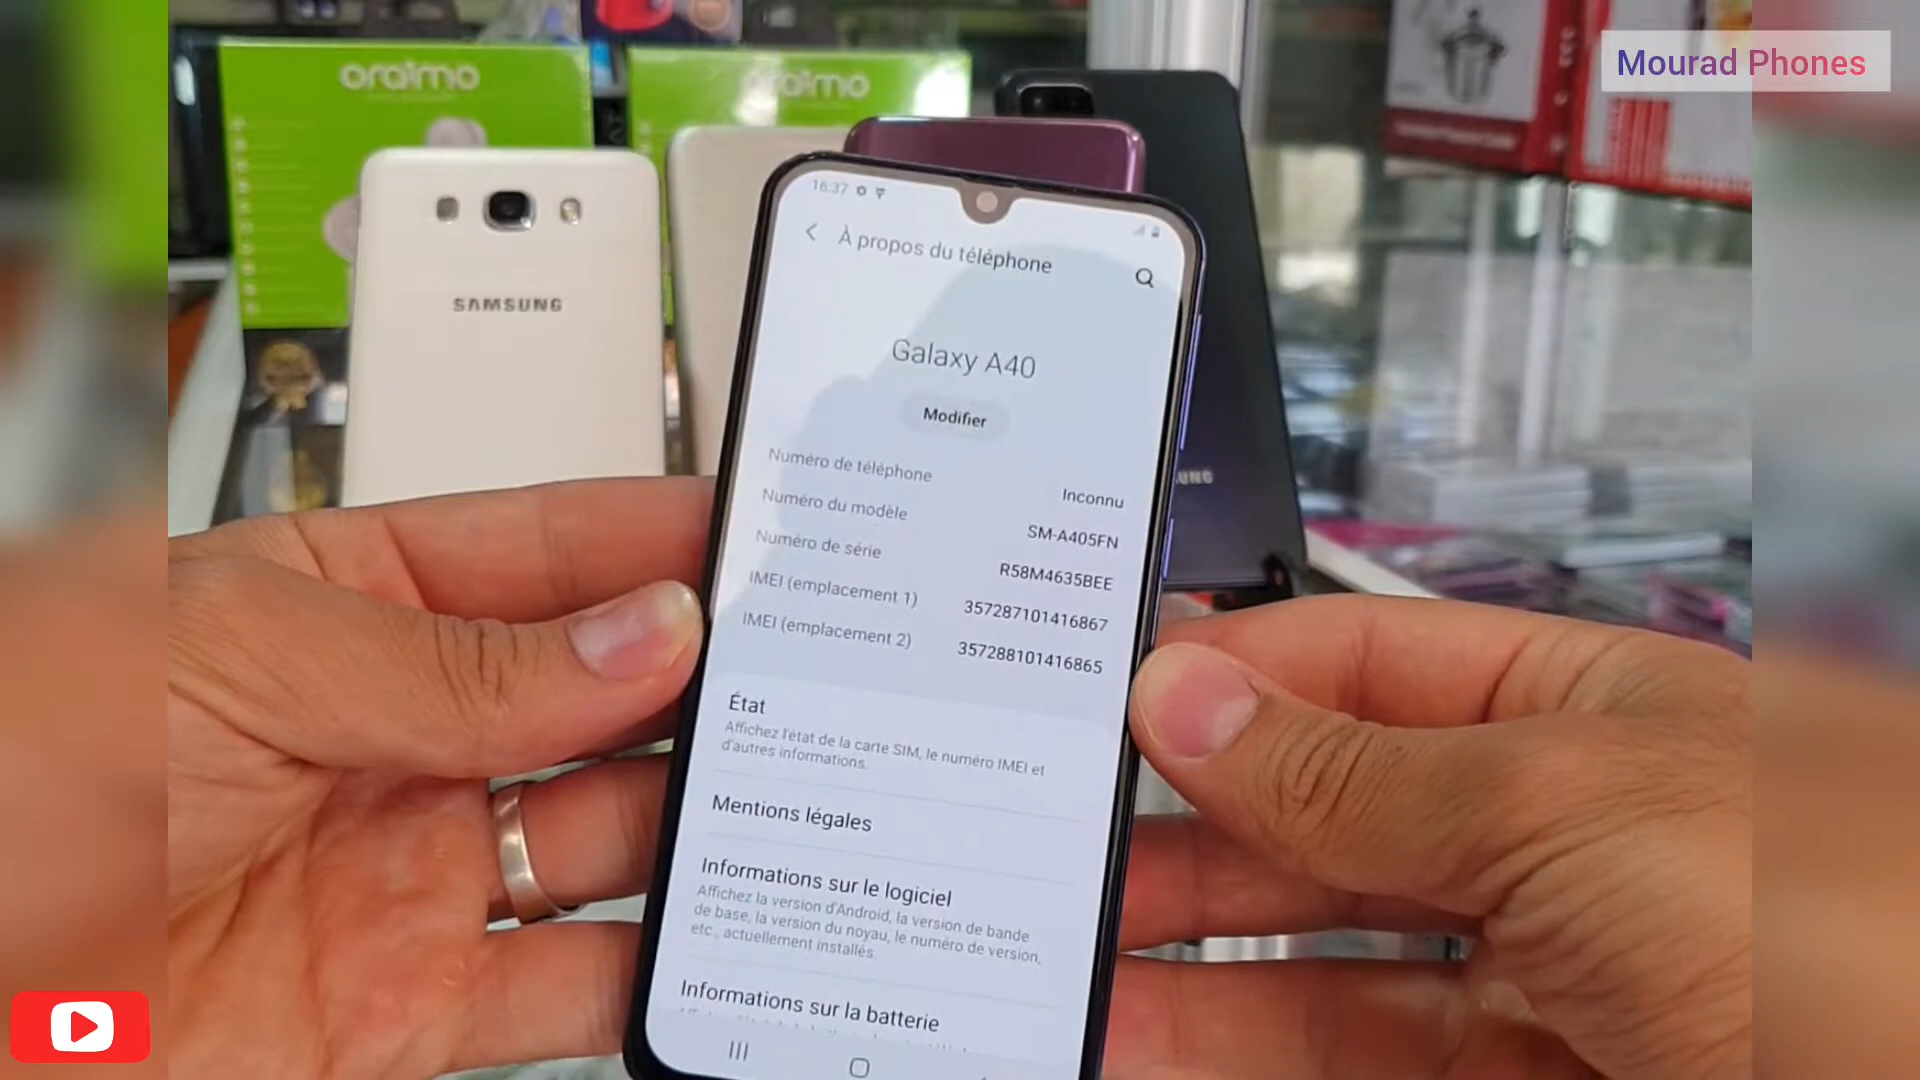 Mourad Phones
oraimo
oraimo
SAMSUNG
16:37
À propos du téléphone
Galaxy A40
Modifier
Numéro de téléphone Inconnu
Numéro du modèle SM-A405FN
Numéro de série R58M4635BEE
IMEI (emplacement 1) 357287101416867
IMEI (emplacement 2) 357288101416865
État
Affichez l'état de la carte SIM, le numéro IMEI et
d'autres informations.
Mentions légales
Informations sur le logiciel
Affichez la version d'Android, la version de bande
de base, la version du noyau, le numéro de version,
etc., actuellement installés.
Informations sur la batterie